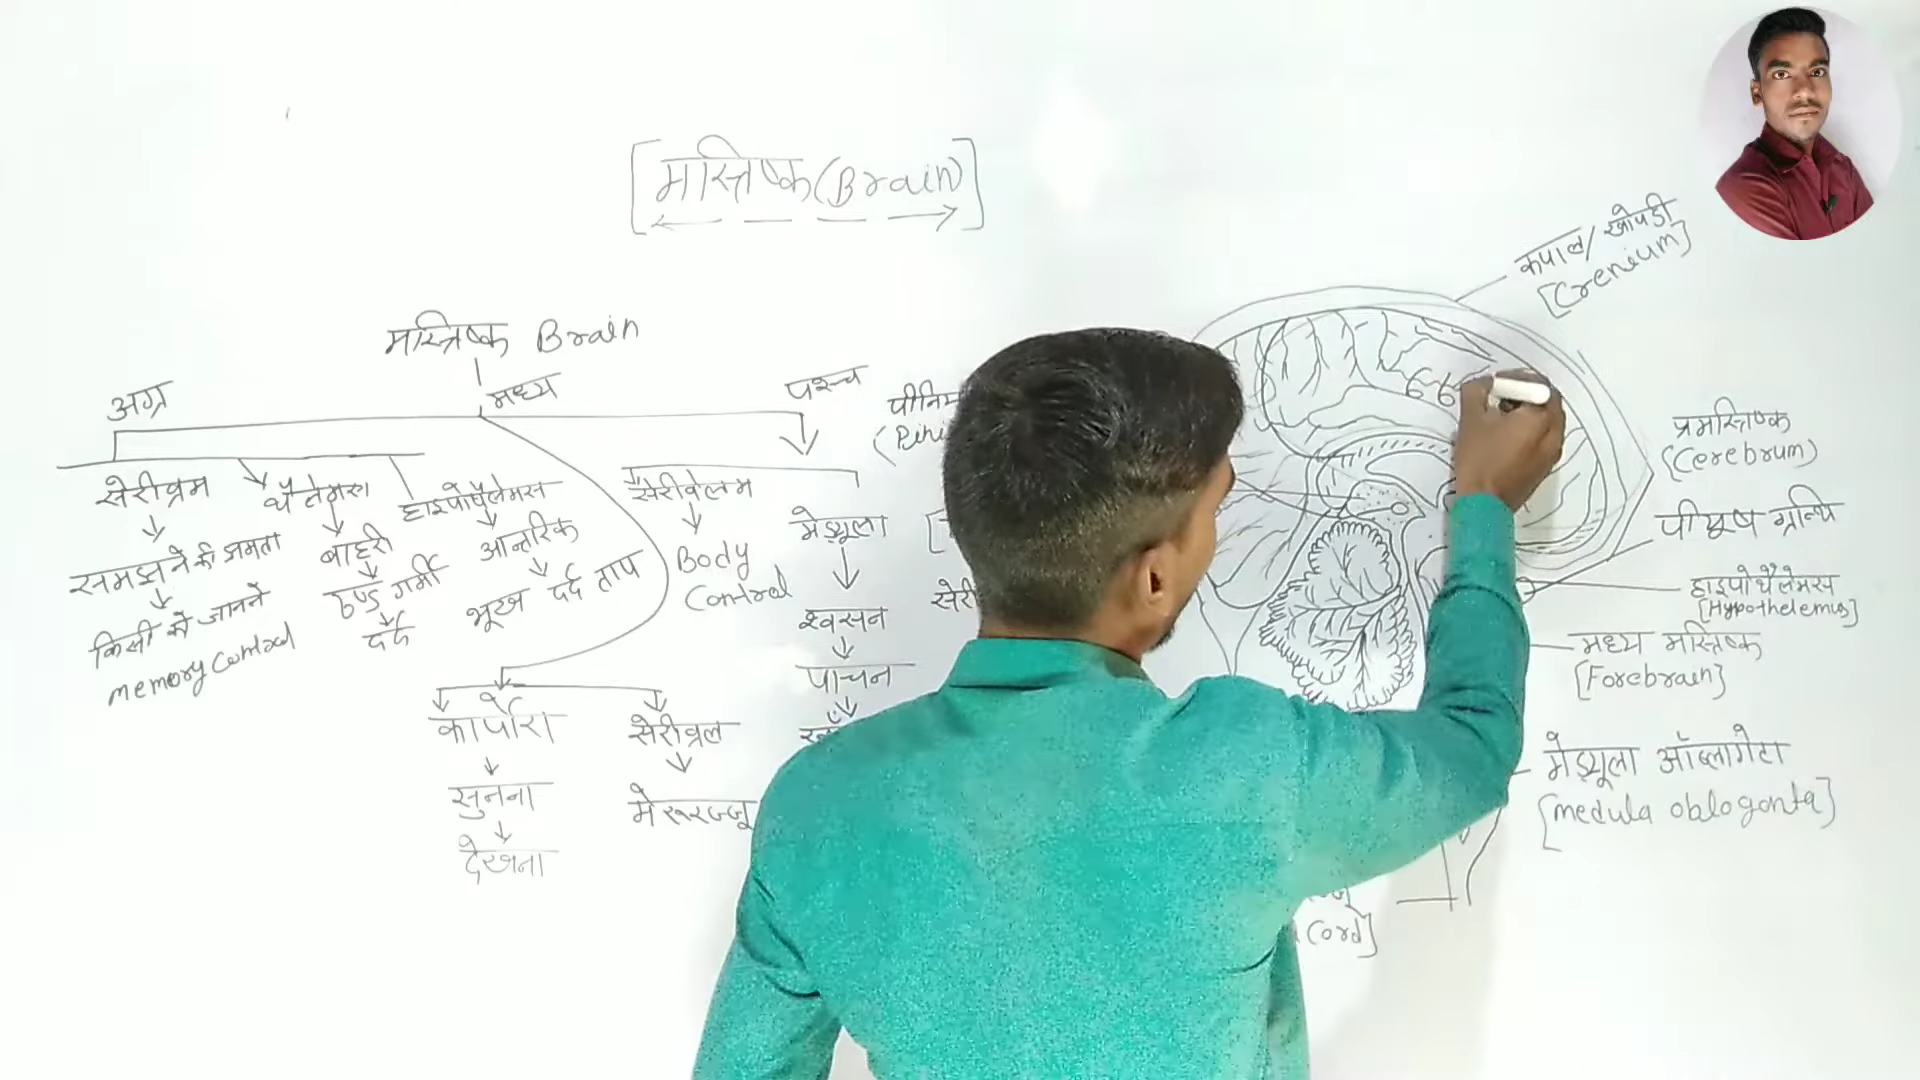 मस्तिष्क (Brain)
मस्तिष्क Brain
अग्र
मध्य
पश्च
सेरीब्रम
थैलेमस
हाइपोथैलेमस
समझने की क्षमता
किसी को जानने
memory Control
बाहरी
ठण्ड गर्मी
दर्द
आन्तरिक
भूख दर्द ताप
कार्पोरा
सुनना
देखना
सेरीब्रल
मेरूरज्जू
सेरीवेलम
Body
Control
मेड्यूला
श्वसन
पाचन
कपाल/खोपडी
[Crenium]
66
प्रमस्तिष्क
(Cerebrum)
पीयूष ग्रन्थि
हाइपोथैलेमस
[Hypothelemus]
मध्य मस्तिष्क
[Forebrain]
मेड्यूला ऑब्लागेटा
[medula oblogonta]
Cord]